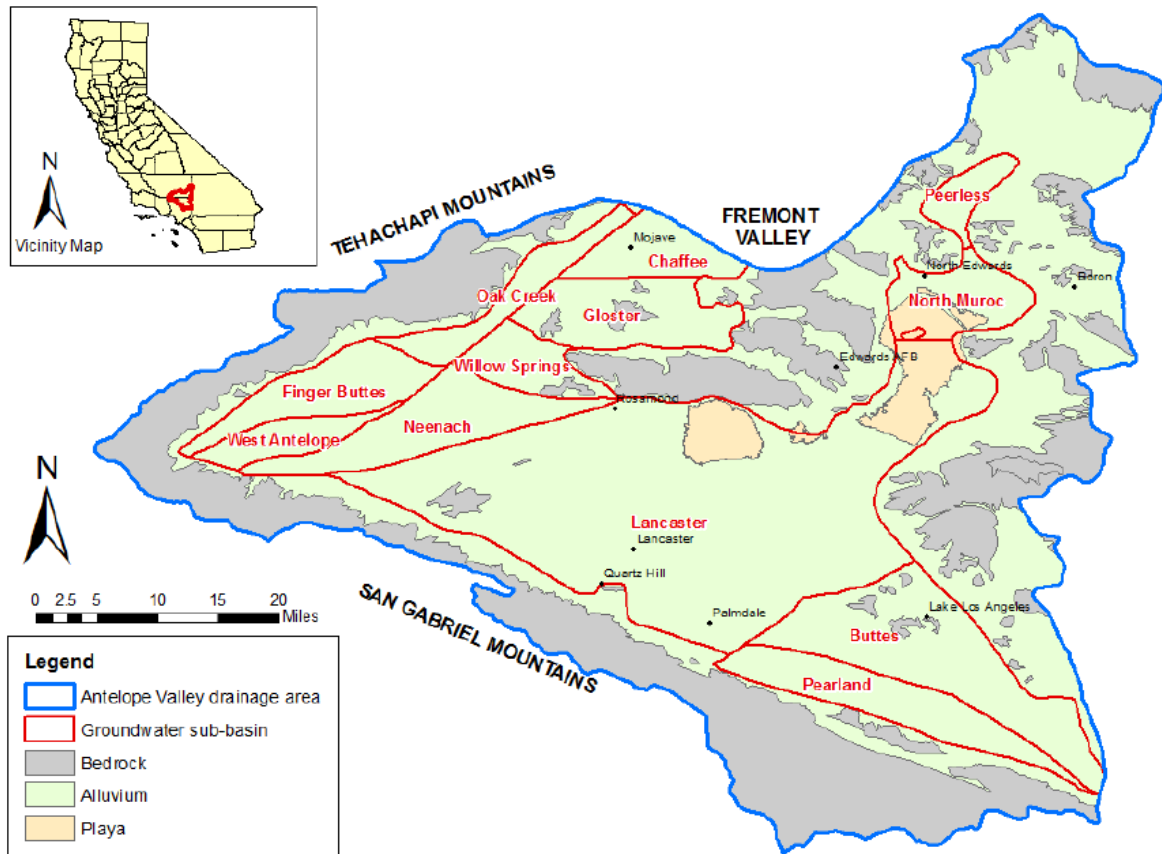 N
Vicinity Map
TEHACHAPI MOUNTAINS
FREMONT
VALLEY
Peerless
Mojave
Chaffee
North Edwards
Boron
Oak Creek
North Muroc
Gloster
Edwards AFB
Willow Springs
Finger Buttes
Rosamond
Neenach
West Antelope
N
Lancaster
Lancaster
Quartz Hill
SAN GABRIEL MOUNTAINS
Palmdale
Lake Los Angeles
Buttes
Pearland
0 2.5 5 10 15 20
Miles
Legend
Antelope Valley drainage area
Groundwater sub-basin
Bedrock
Alluvium
Playa